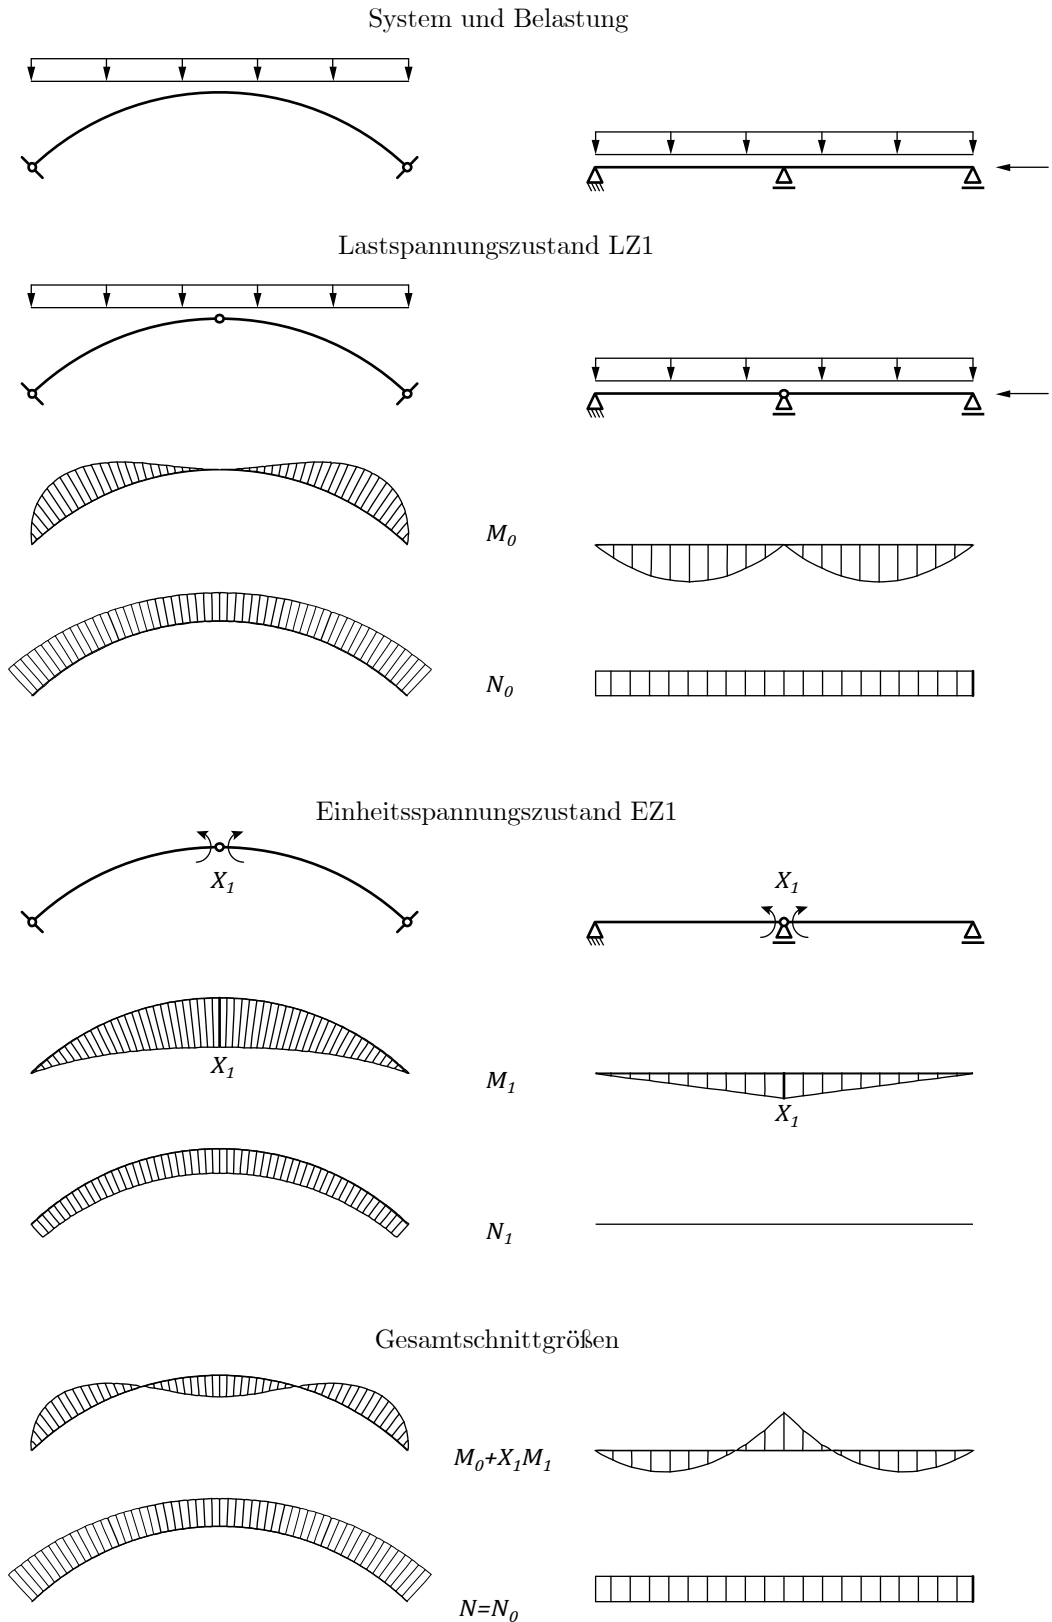 System und Belastung
Lastspannungszustand LZ1
M₀
N₀
Einheitsspannungszustand EZ1
X₁ X₁
X₁
M₁
X₁
N₁
Gesamtschnittgrößen
M₀+X₁M₁
N=N₀